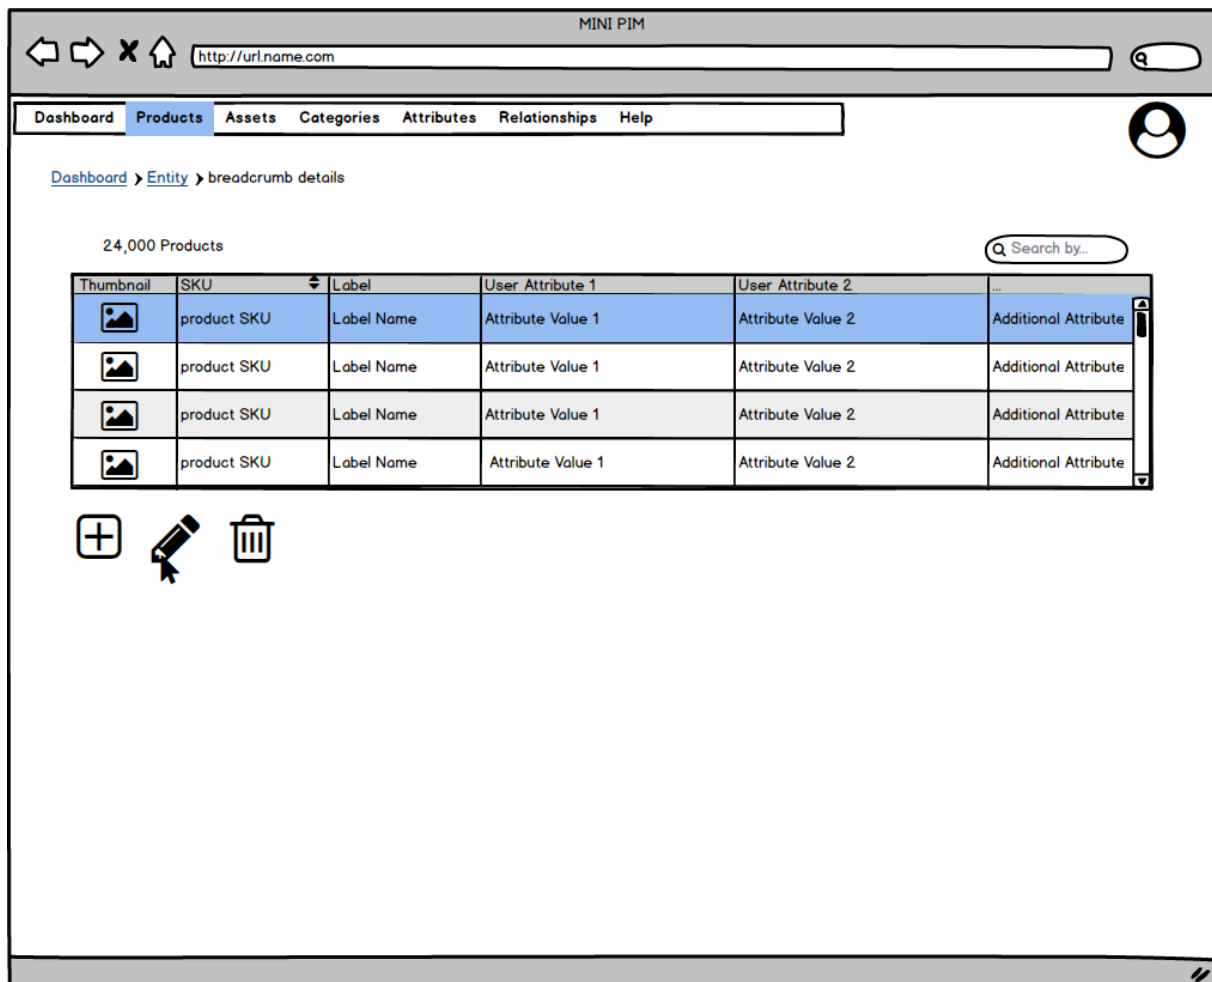 MINI PIM
http://url.name.com
Dashboard Products Assets Categories Attributes Relationships Help
Dashboard Entity breadcrumb details
24,000 Products
Search by...
Thumbnail SKU Label User Attribute 1 User Attribute 2 ...
product SKU Label Name Attribute Value 1 Attribute Value 2 Additional Attribute
product SKU Label Name Attribute Value 1 Attribute Value 2 Additional Attribute
product SKU Label Name Attribute Value 1 Attribute Value 2 Additional Attribute
product SKU Label Name Attribute Value 1 Attribute Value 2 Additional Attribute